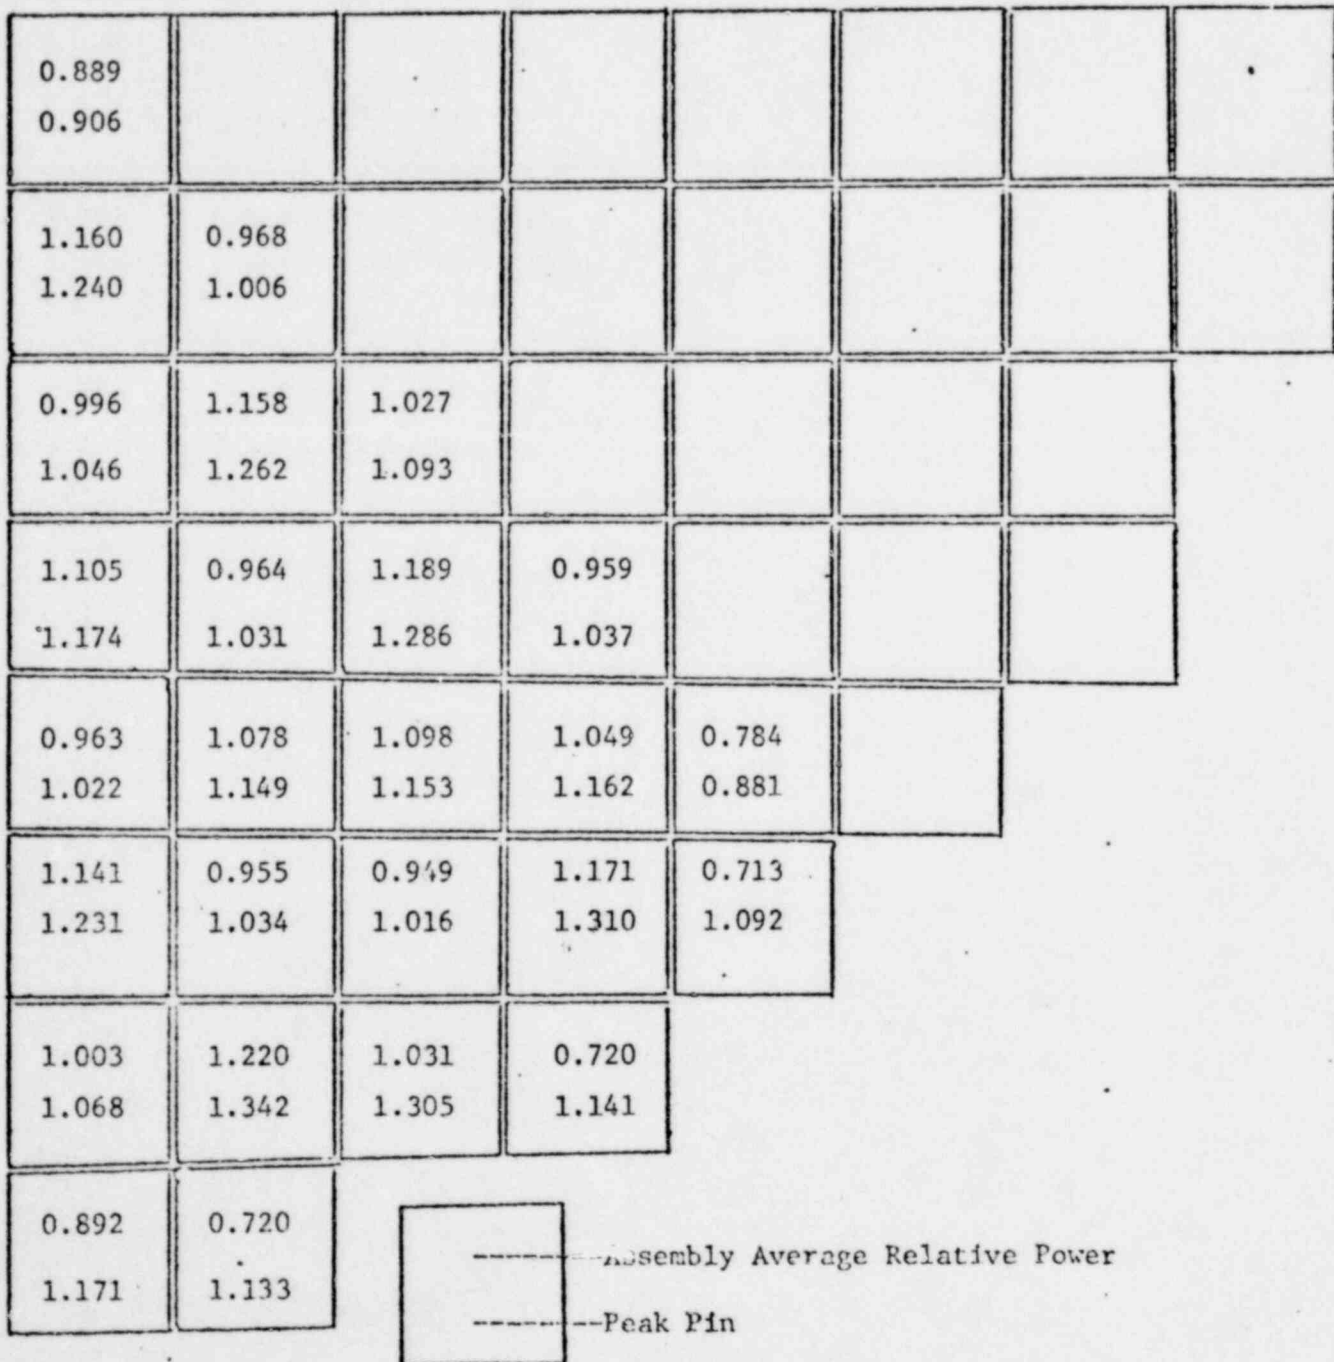 0.889
0.906
1.160 0.968
1.240 1.006
0.996 1.158 1.027
1.046 1.262 1.093
1.105 0.964 1.189 0.959
1.174 1.031 1.286 1.037
0.963 1.078 1.098 1.049 0.784
1.022 1.149 1.153 1.162 0.881
1.141 0.955 0.949 1.171 0.713
1.231 1.034 1.016 1.310 1.092
1.003 1.220 1.031 0.720
1.068 1.342 1.305 1.141
0.892 0.720
1.171 1.133
Assembly Average Relative Power
Peak Pin